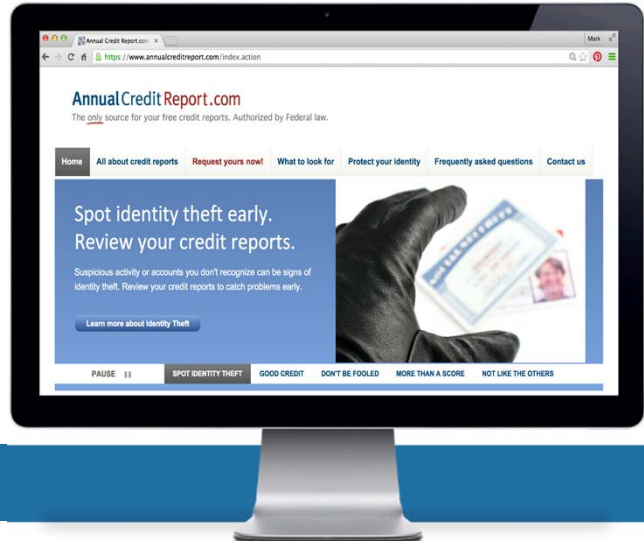 Annual Credit Report.com
Mark
https://www.annualcreditreport.com/index.action
AnnualCreditReport.com
The only source for your free credit reports. Authorized by Federal law.
Home All about credit reports Request yours now! What to look for Protect your identity Frequently asked questions Contact us
Spot identity theft early.
Review your credit reports.
SOCIAL SECURITY
Suspicious activity or accounts you don't recognize can be signs of
identity theft. Review your credit reports to catch problems early.
Learn more about Identity Theft
PAUSE SPOT IDENTITY THEFT GOOD CREDIT DON'T BE FOOLED MORE THAN A SCORE NOT LIKE THE OTHERS